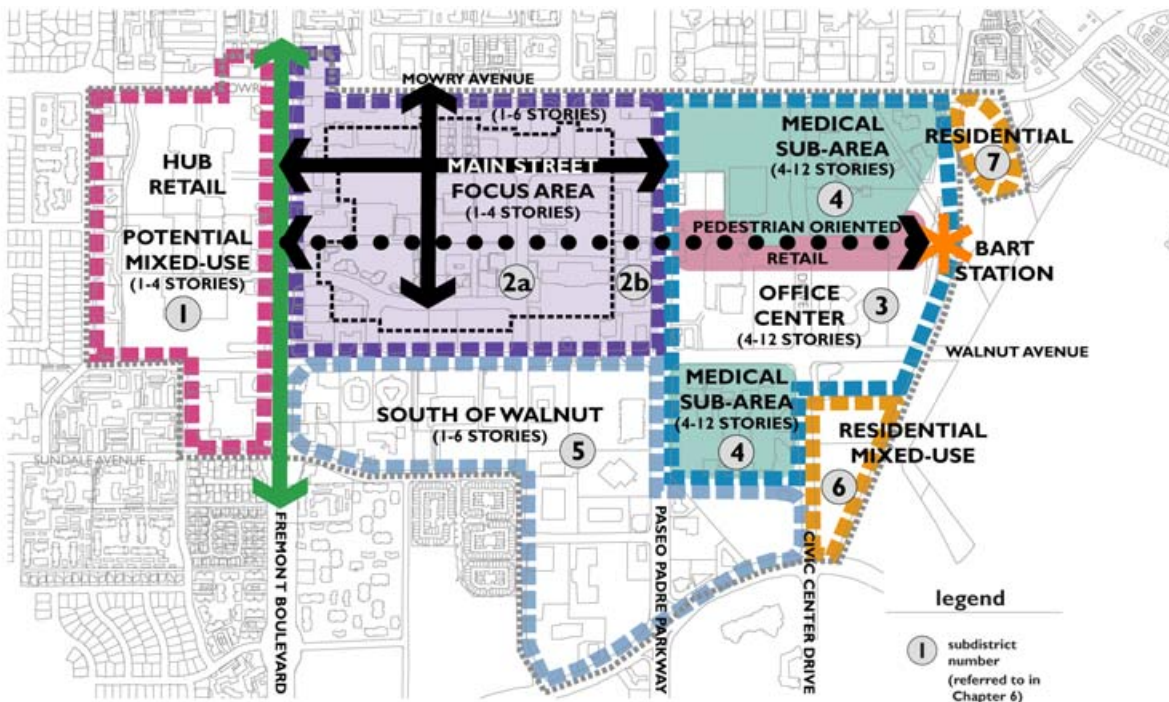 MOWRY AVENUE
(1-6 STORIES)
HUB
RETAIL
POTENTIAL
MIXED-USE
(1-4 STORIES)
1
MAIN STREET
FOCUS AREA
(1-4 STORIES)
2a
2b
MEDICAL
SUB-AREA
(4-12 STORIES)
4
RESIDENTIAL
7
PEDESTRIAN ORIENTED
RETAIL
BART
STATION
OFFICE
CENTER
(4-12 STORIES)
3
WALNUT AVENUE
SOUTH OF WALNUT
(1-6 STORIES)
5
MEDICAL
SUB-AREA
(4-12 STORIES)
4
RESIDENTIAL
MIXED-USE
6
SUNDALE AVENUE
FREMONT BOULEVARD
PASEO PADRE PARKWAY
CIVIC CENTER DRIVE
legend
1
subdistrict
number
(referred to in
Chapter 6)